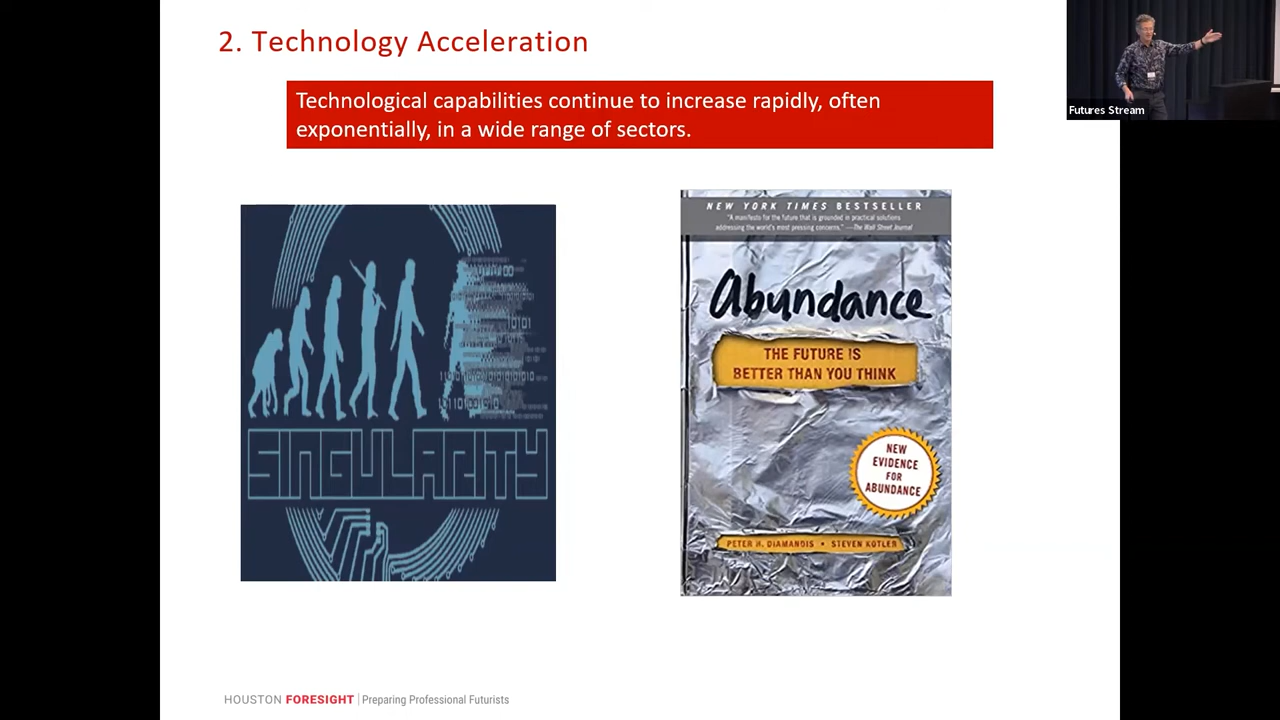 2. Technology Acceleration
Technological capabilities continue to increase rapidly, often
exponentially, in a wide range of sectors.
Futures Stream
SINGULARITY
NEW YORK TIMES BESTSELLER
"A manifesto for the future that is grounded in practical solutions
addressing the world's most pressing concerns." —The Wall Street Journal
abundance
THE FUTURE IS
BETTER THAN YOU THINK
NEW
EVIDENCE
FOR
ABUNDANCE
PETER H. DIAMANDIS • STEVEN KOTLER
HOUSTON FORESIGHT | Preparing Professional Futurists